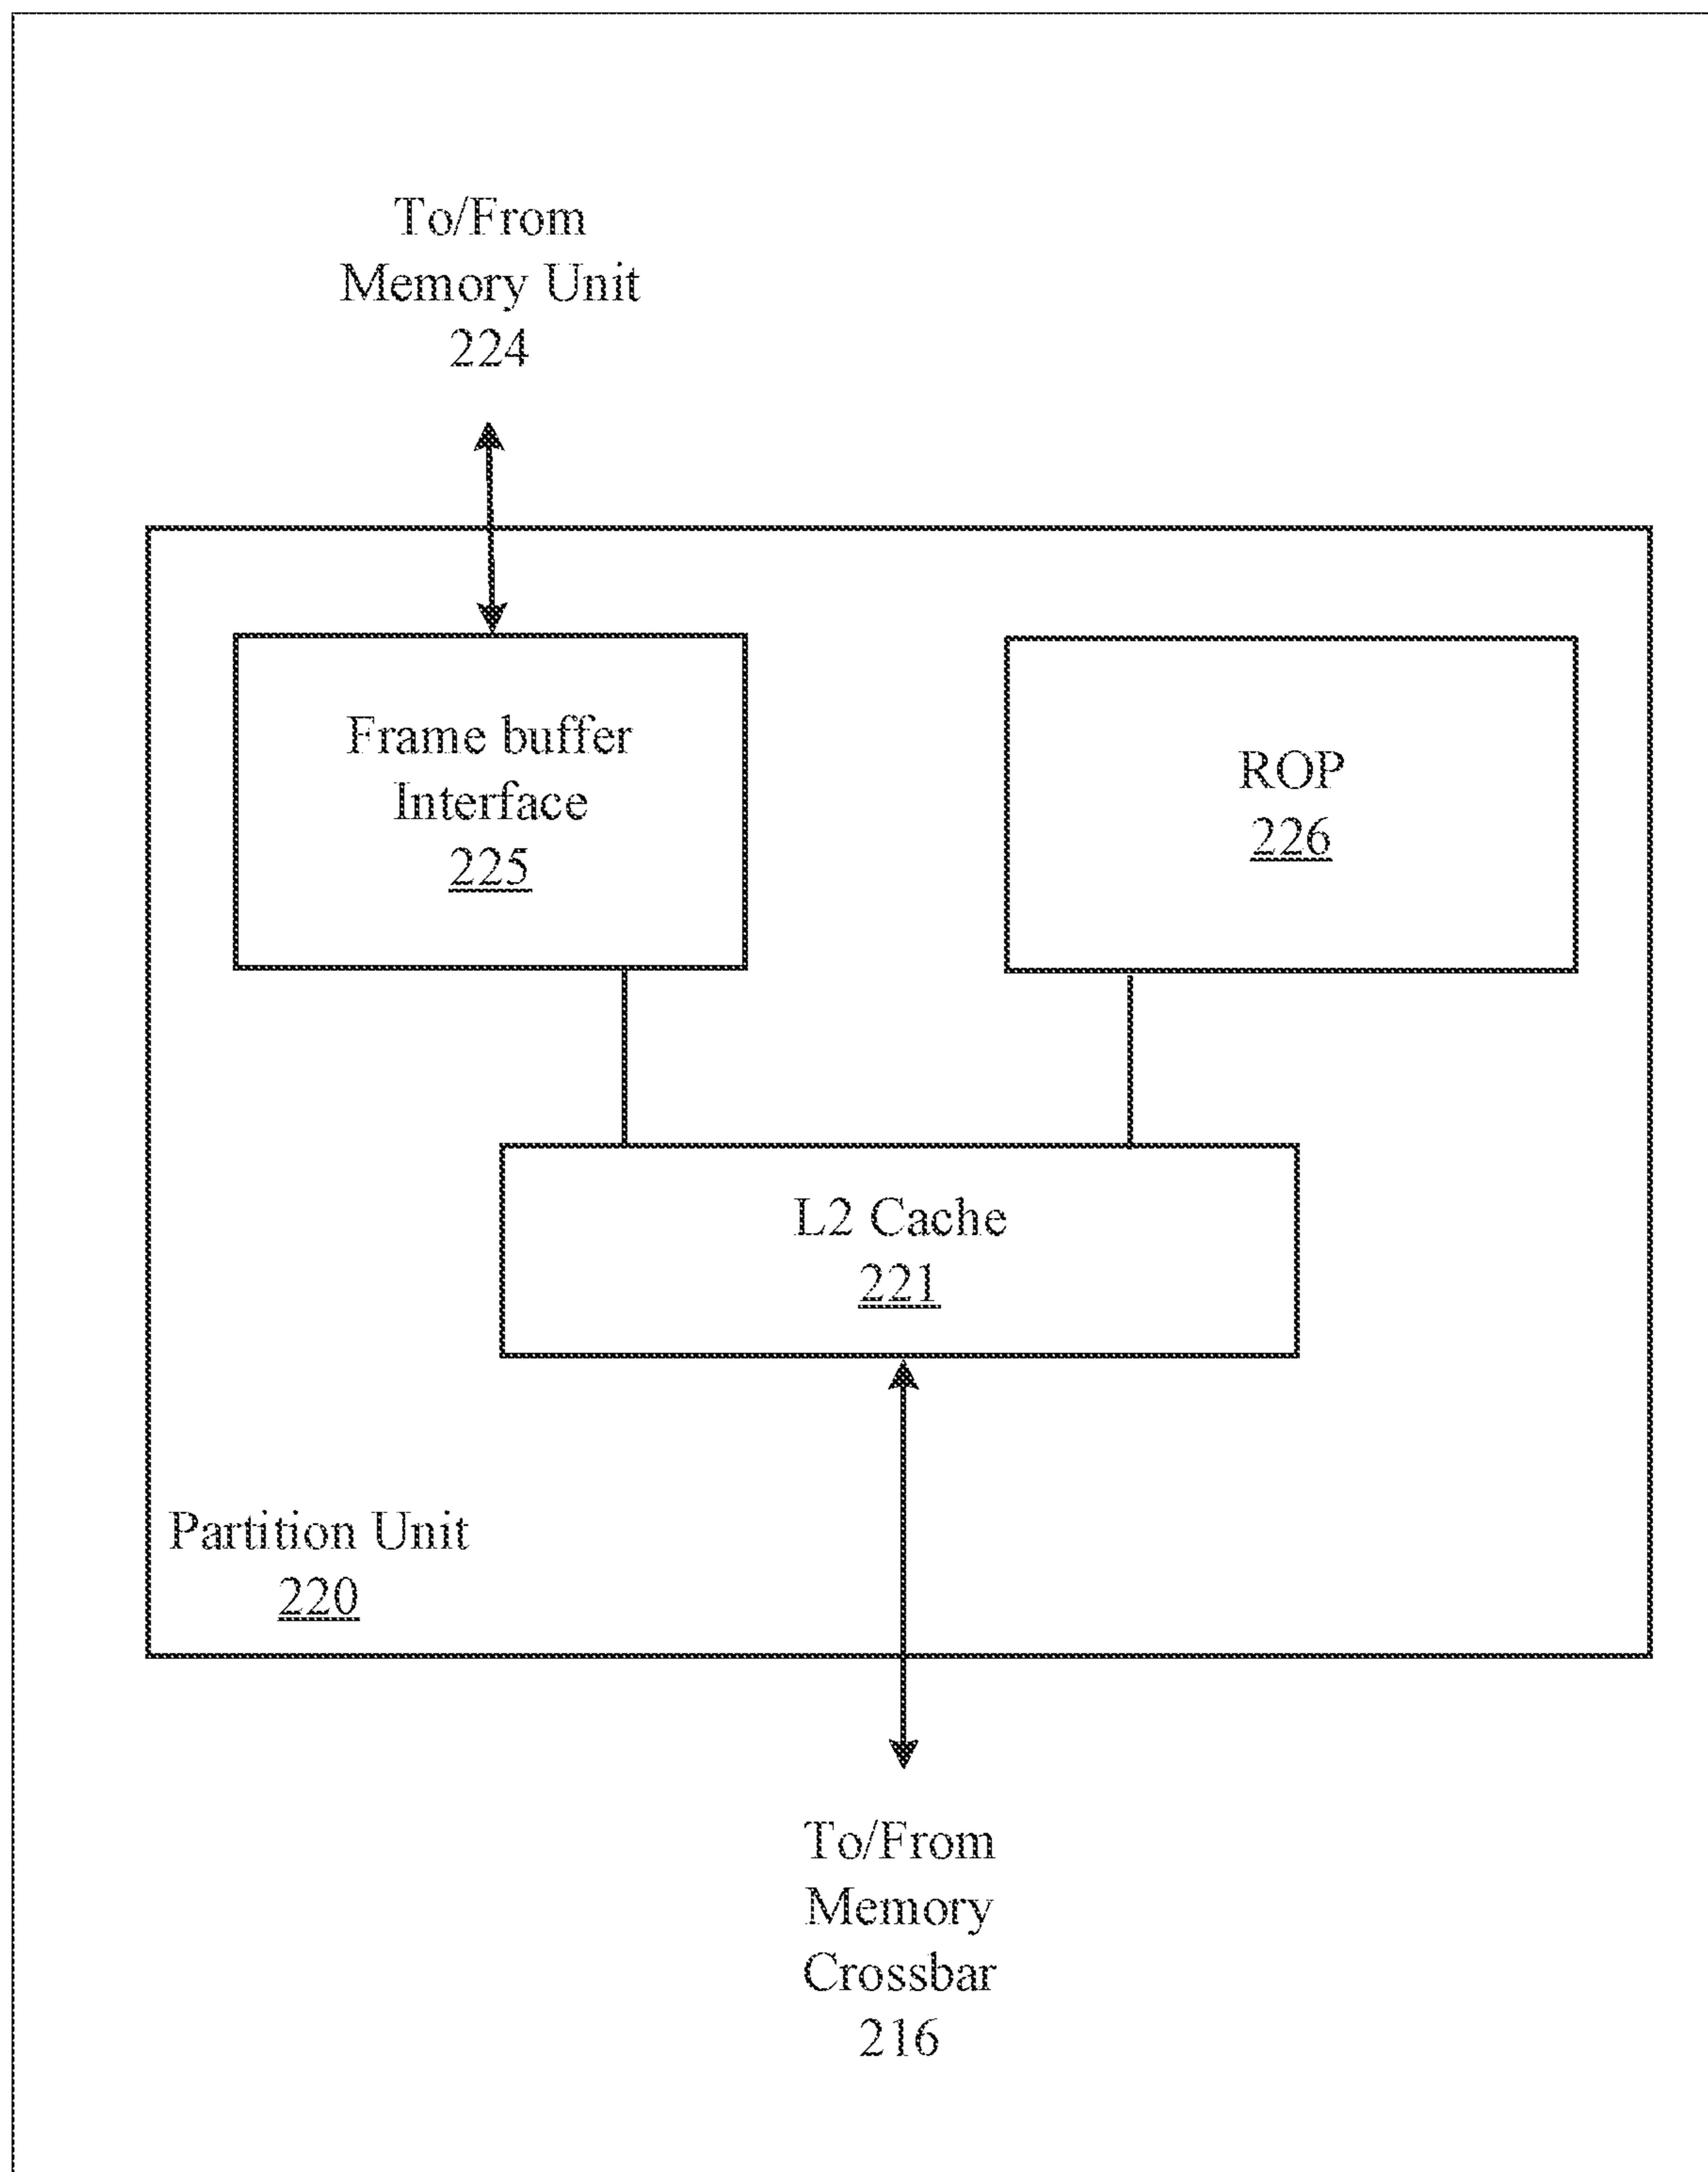 To/From
Memory Unit
224
Frame buffer
Interface
225
ROP
226
L2 Cache
221
Partition Unit
220
To/From
Memory
Crossbar
216